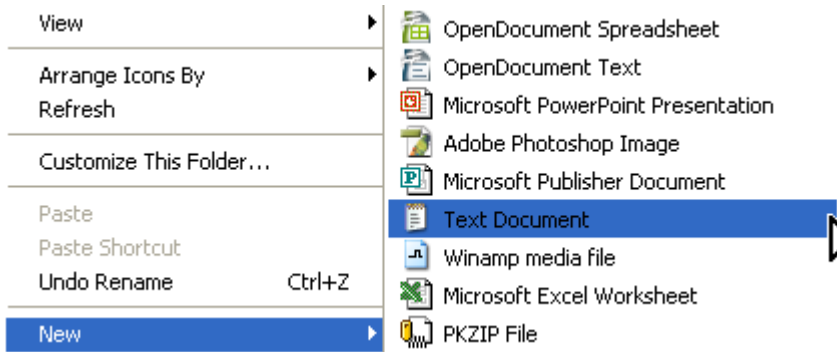 View
Arrange Icons By
Refresh
Customize This Folder...
Paste
Paste Shortcut
Undo Rename Ctrl+Z
New
OpenDocument Spreadsheet
OpenDocument Text
Microsoft PowerPoint Presentation
Adobe Photoshop Image
Microsoft Publisher Document
Text Document
Winamp media file
Microsoft Excel Worksheet
PKZIP File